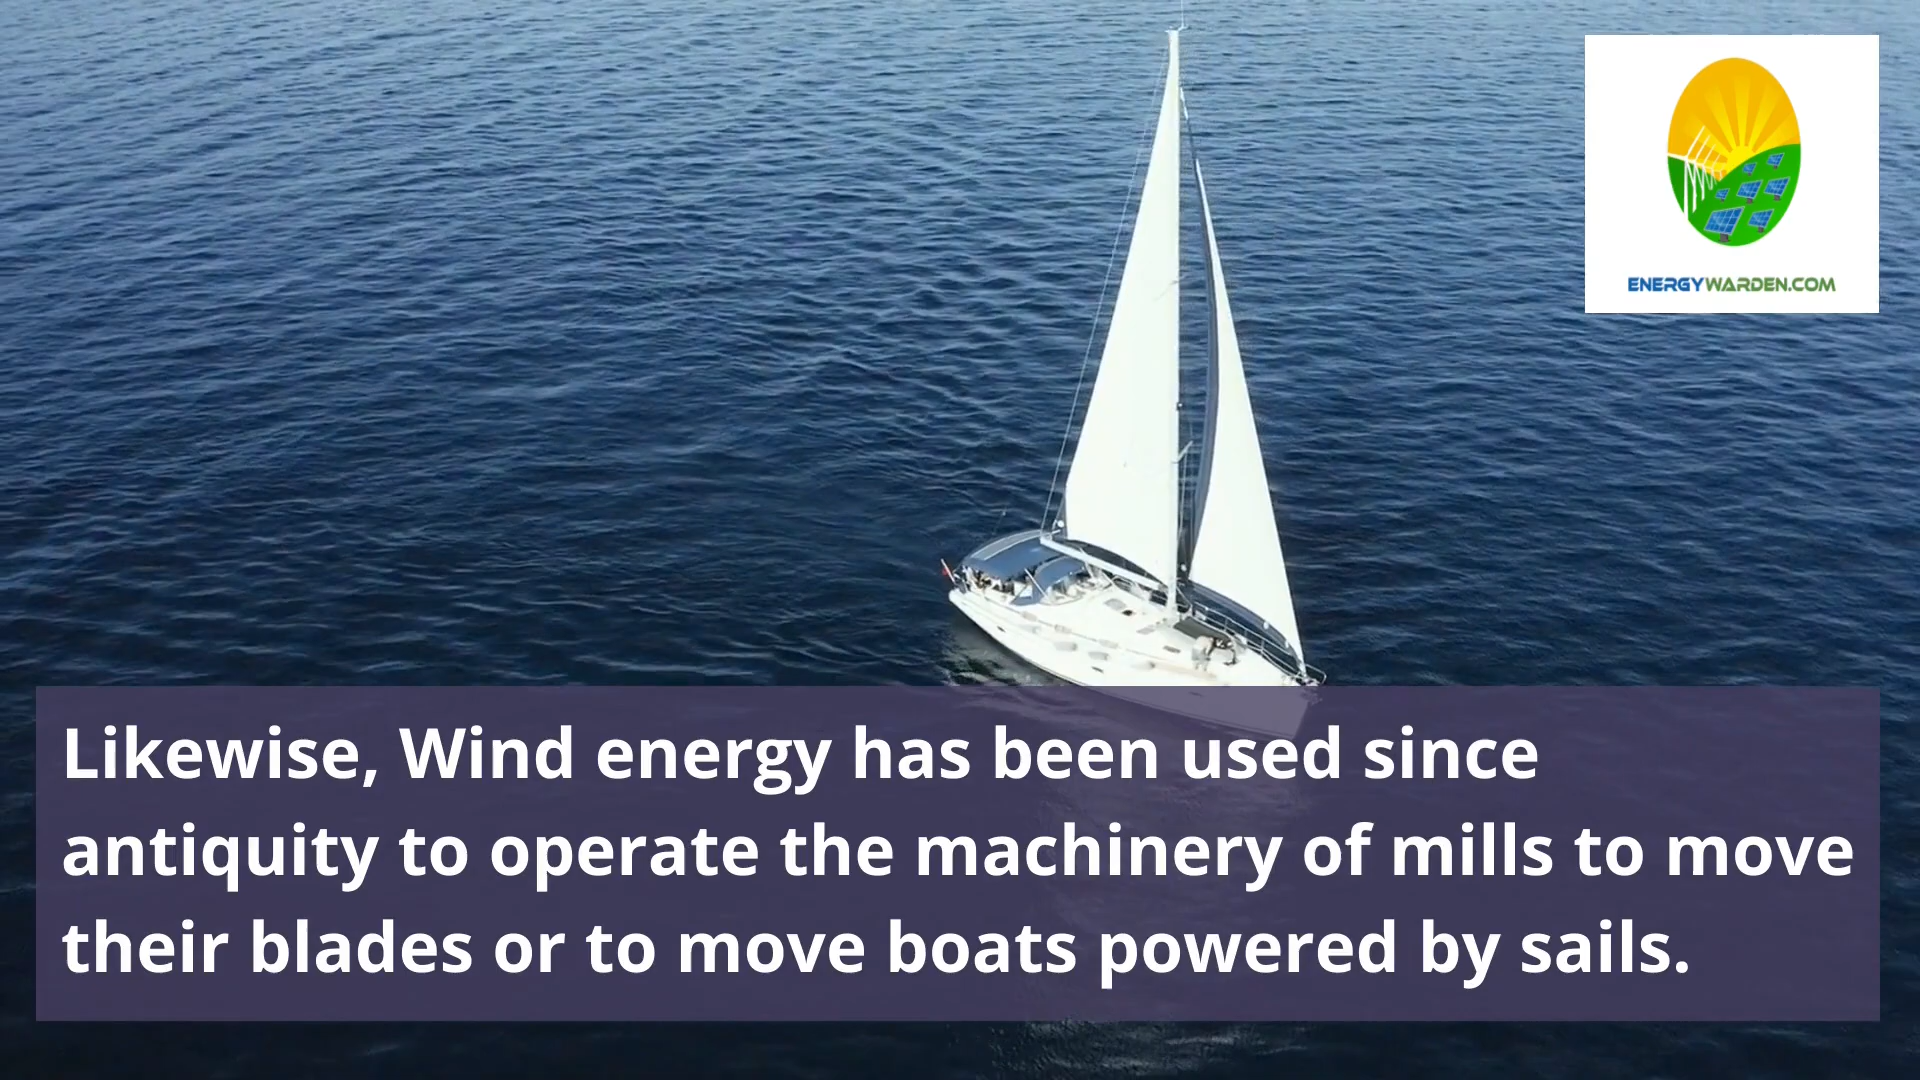 ENERGYWARDEN.COM
Likewise, Wind energy has been used since
antiquity to operate the machinery of mills to move
their blades or to move boats powered by sails.